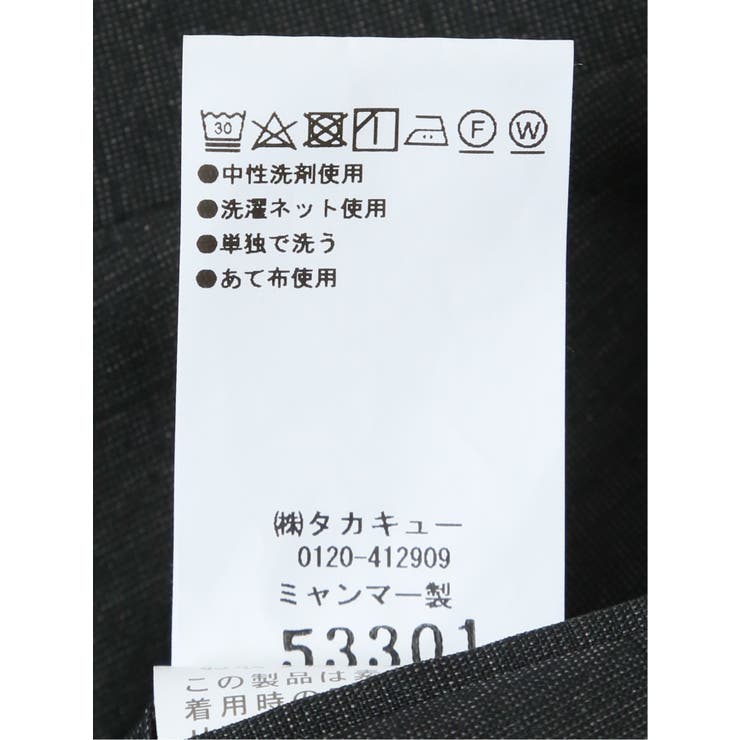 30 F W
●中性洗剤使用
●洗濯ネット使用
●単独で洗う
●あて布使用
㈱タカキュー
0120-412909
ミャンマー製
53301
この製品は素
着用時の